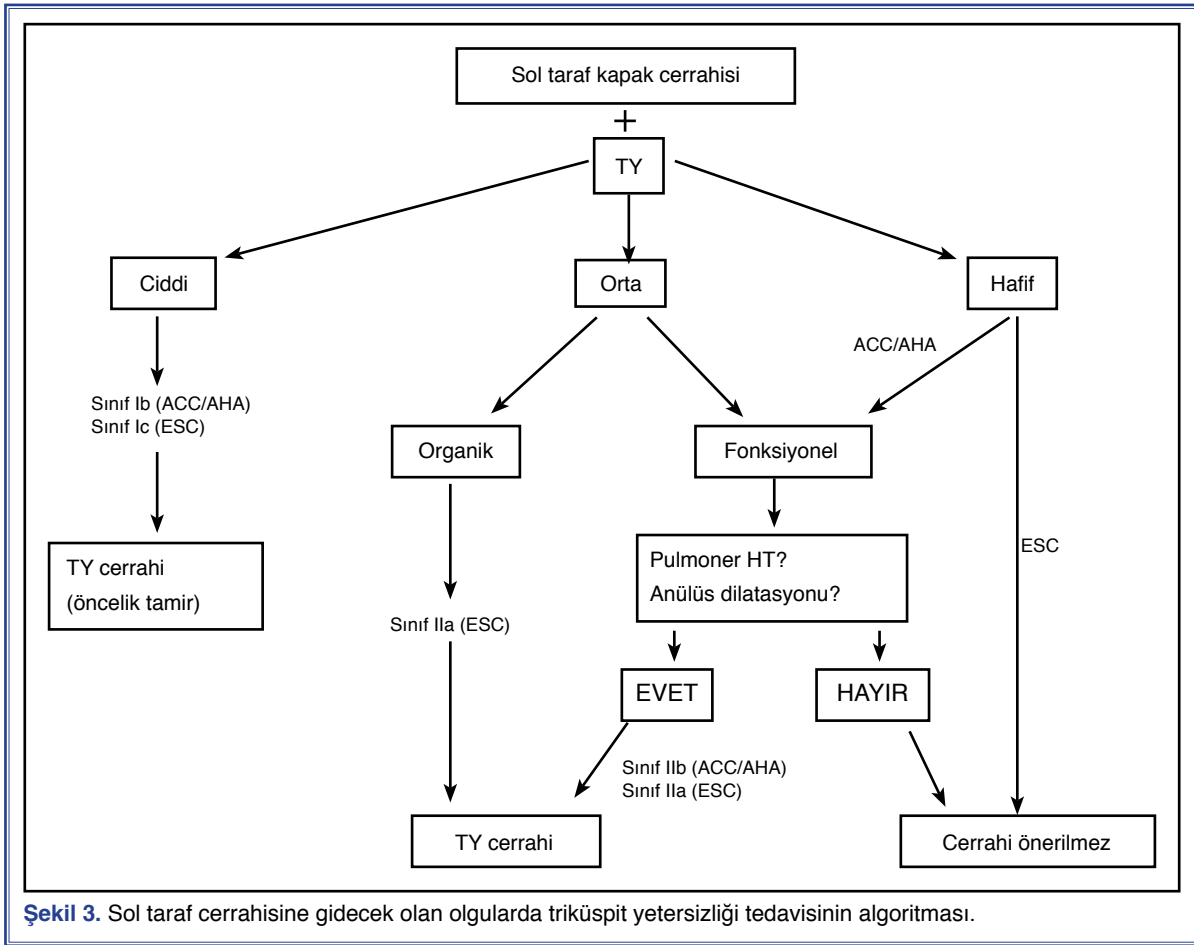 Sol taraf kapak cerrahisi
+
TY
Ciddi
Orta
Hafif
ACC/AHA
Sınıf Ib (ACC/AHA)
Sınıf Ic (ESC)
Organik
Fonksiyonel
TY cerrahi
(öncelik tamir)
Pulmoner HT?
Anülüs dilatasyonu?
ESC
Sınıf IIa (ESC)
EVET
HAYIR
Sınıf IIb (ACC/AHA)
Sınıf IIa (ESC)
TY cerrahi
Cerrahi önerilmez
Şekil 3. Sol taraf cerrahisine gidecek olan olgularda triküspit yetersizliği tedavisinin algoritması.